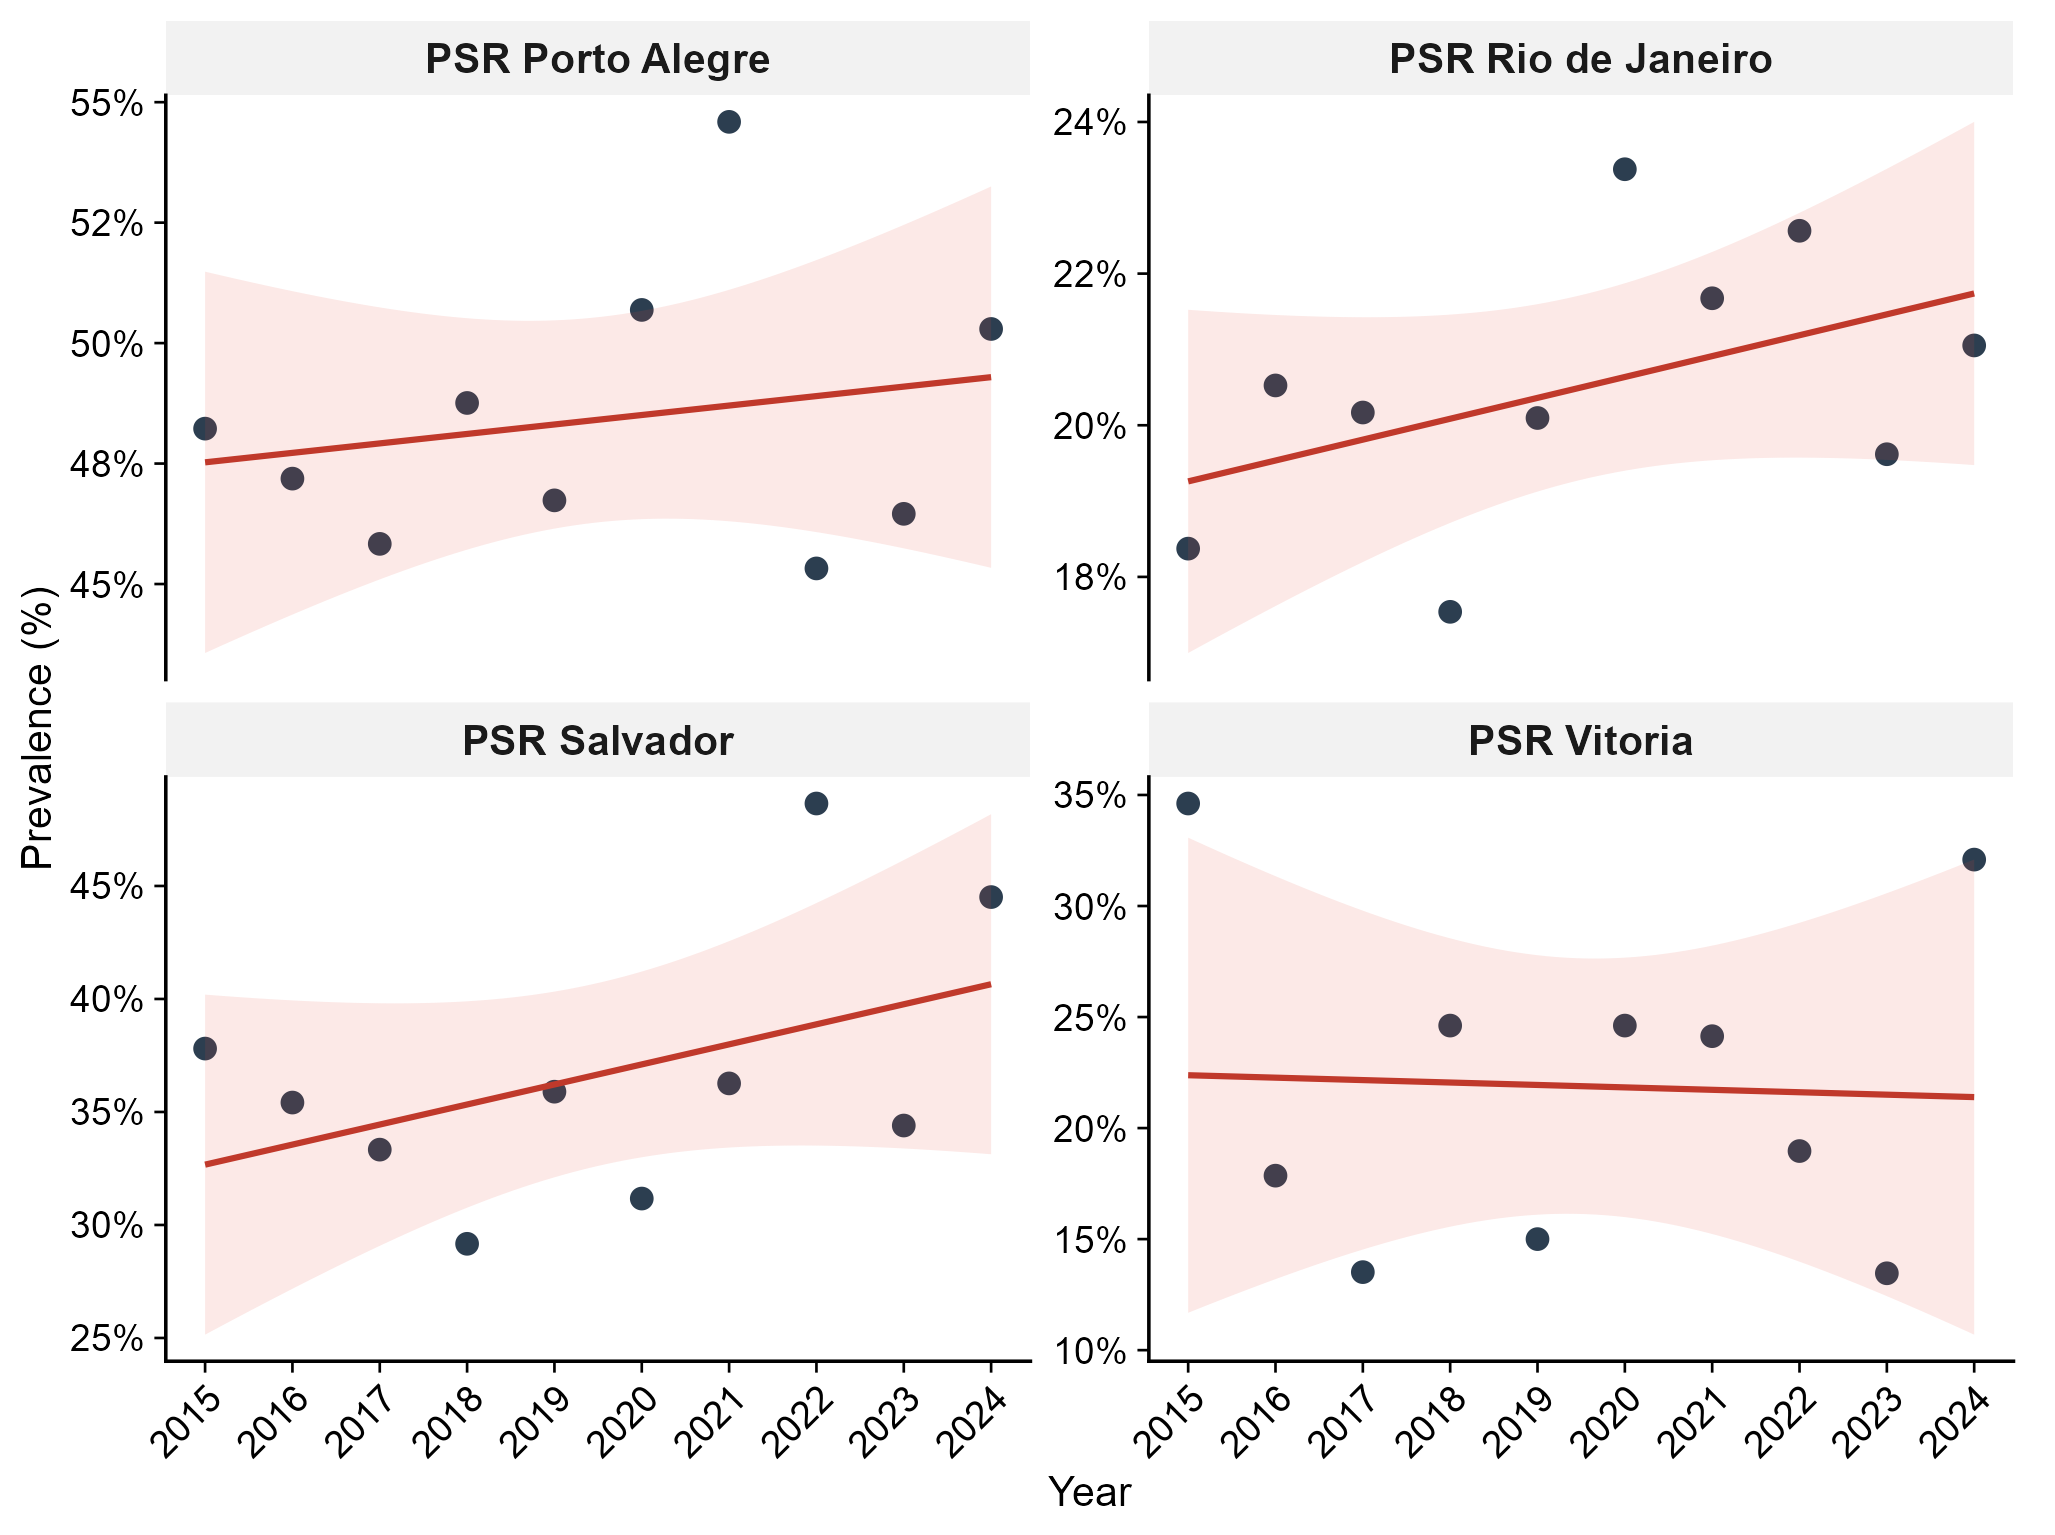 PSR Porto Alegre
PSR Rio de Janeiro
55%
52%
50%
48%
45%
24%
22%
20%
18%
Prevalence (%)
PSR Salvador
PSR Vitoria
45%
40%
35%
30%
25%
35%
30%
25%
20%
15%
10%
2015 2016 2017 2018 2019 2020 2021 2022 2023 2024
2015 2016 2017 2018 2019 2020 2021 2022 2023 2024
Year